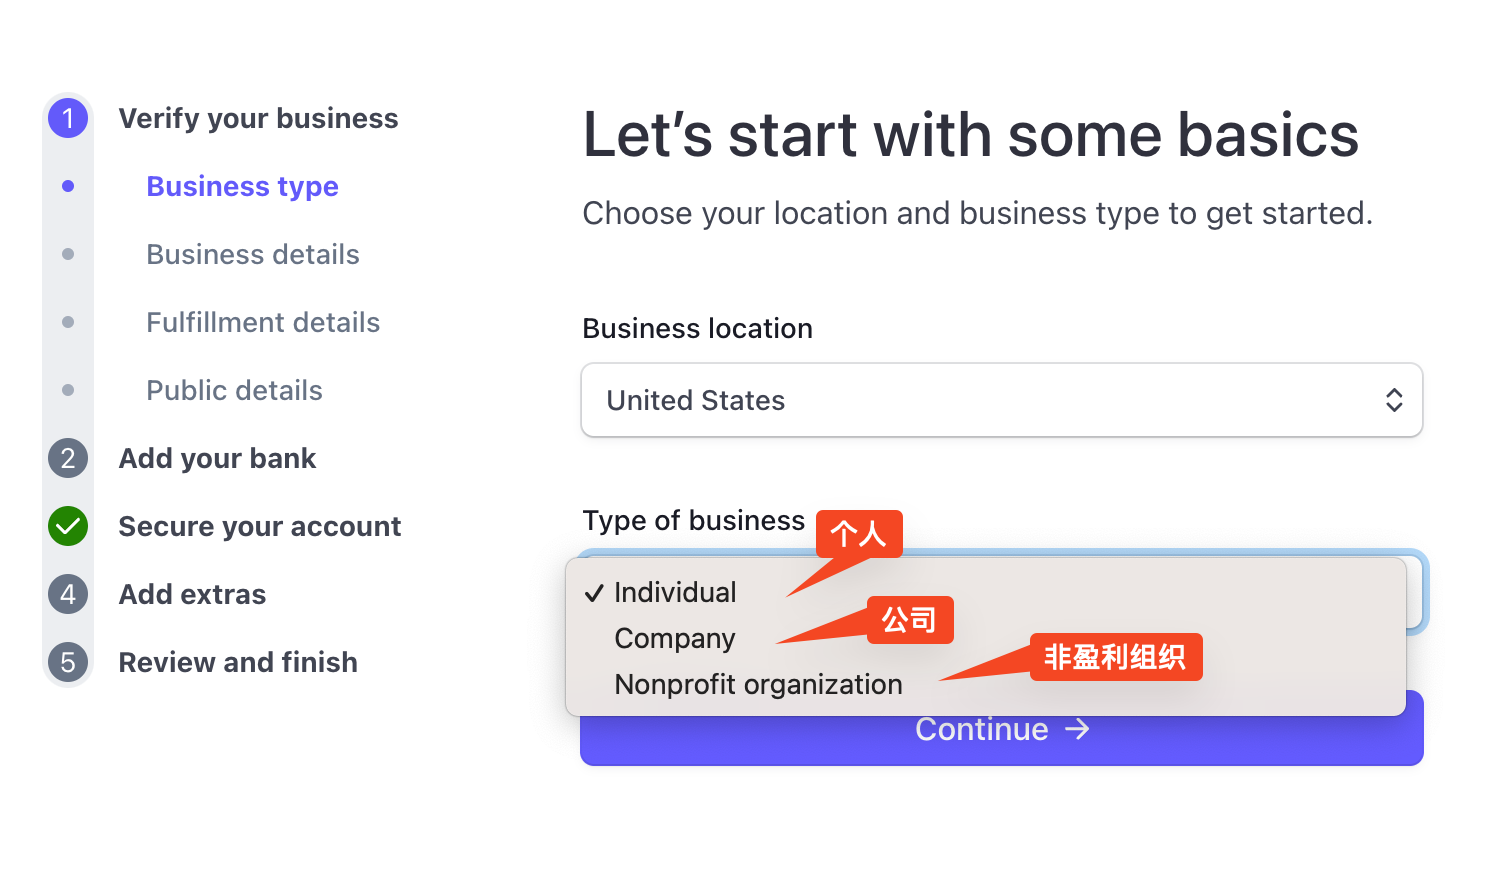 1 Verify your business
Business type
Business details
Fulfillment details
Public details
2 Add your bank
Secure your account
4 Add extras
5 Review and finish
Let's start with some basics
Choose your location and business type to get started.
Business location
United States
Type of business
个人
✓ Individual
公司
Company
非盈利组织
Nonprofit organization
Continue →